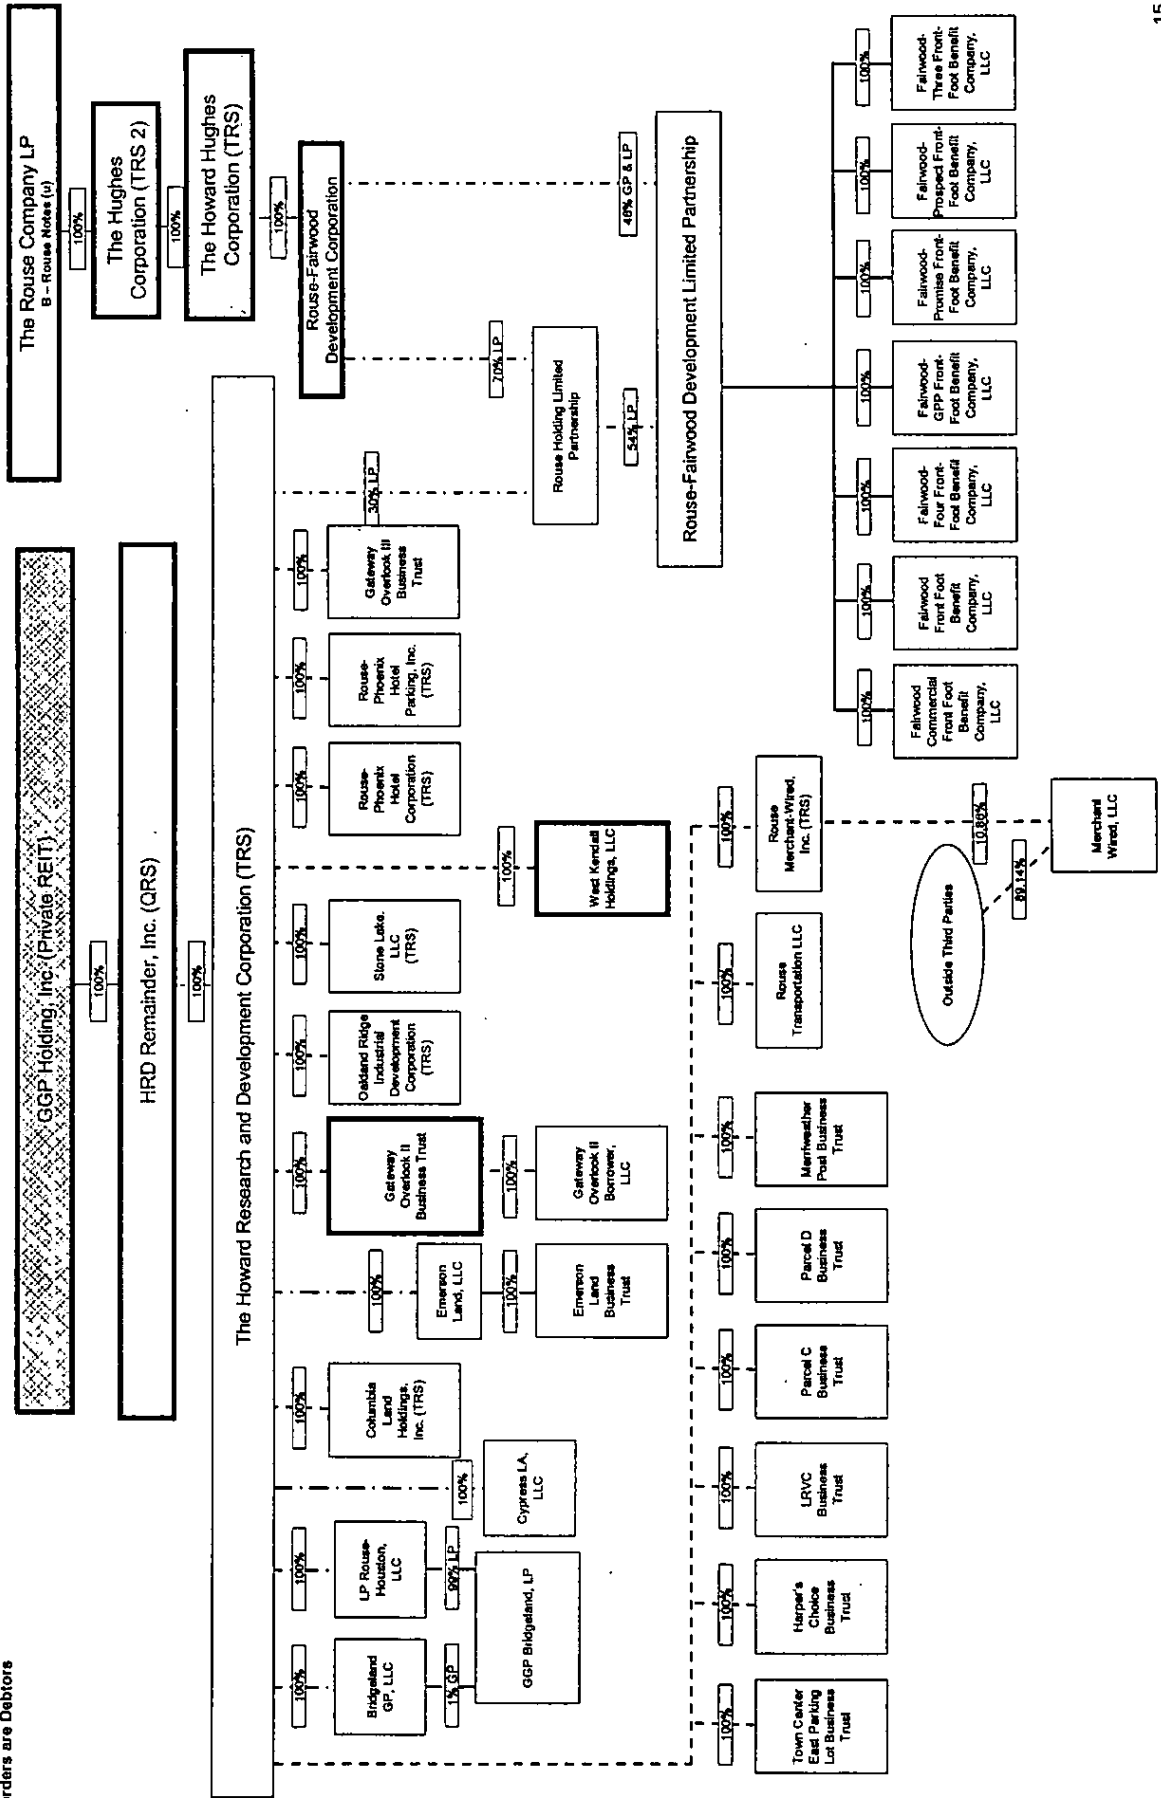 orders are Debtors
GGP Holding, Inc. (Private REIT)
100%
HRD Remainder, Inc. (QRS)
100%
The Howard Research and Development Corporation (TRS)
The Rouse Company LP
B – Rouse Notes (u)
100%
The Hughes
Corporation (TRS 2)
100%
The Howard Hughes
Corporation (TRS)
100%
Rouse-Fairwood
Development Corporation
100%
Bridgeland
GP, LLC
1% GP
100%
LP Rouse-
Houston,
LLC
99% LP
GGP Bridgeland, LP
100%
Cypress LA,
LLC
100%
Columbia
Land
Holdings,
Inc. (TRS)
100%
Emerson
Land, LLC
100%
Emerson
Land
Business
Trust
100%
Gateway
Overlook II
Business Trust
100%
Gateway
Overlook II
Borrower,
LLC
100%
Oakland Ridge
Industrial
Development
Corporation
(TRS)
100%
Stone Lake,
LLC
(TRS)
100%
West Kendall
Holdings, LLC
100%
Rouse-
Phoenix
Hotel
Corporation
(TRS)
100%
Rouse-
Phoenix
Hotel
Parking, Inc.
(TRS)
100%
Gateway
Overlook III
Business
Trust
30% LP
70% LP
Rouse Holding Limited
Partnership
54% LP
46% GP & LP
Rouse-Fairwood Development Limited Partnership
100%
Town Center
East Parking
Lot Business
Trust
100%
Harper's
Choice
Business
Trust
100%
LRVC
Business
Trust
100%
Parcel C
Business
Trust
100%
Parcel D
Business
Trust
100%
Merriweather
Post Business
Trust
100%
Rouse
Transportation LLC
100%
Rouse
Merchant-Wired,
Inc. (TRS)
Outside Third Parties
89.14%
10.86%
Merchant
Wired, LLC
100%
Fairwood
Commercial
Front Foot
Benefit
Company,
LLC
100%
Fairwood
Front Foot
Benefit
Company,
LLC
100%
Fairwood-
Four Front-
Foot Benefit
Company,
LLC
100%
Fairwood-
GPP Front-
Foot Benefit
Company,
LLC
100%
Fairwood-
Promise Front-
Foot Benefit
Company,
LLC
100%
Fairwood-
Prospect Front-
Foot Benefit
Company,
LLC
100%
Fairwood-
Three Front-
Foot Benefit
Company,
LLC
15